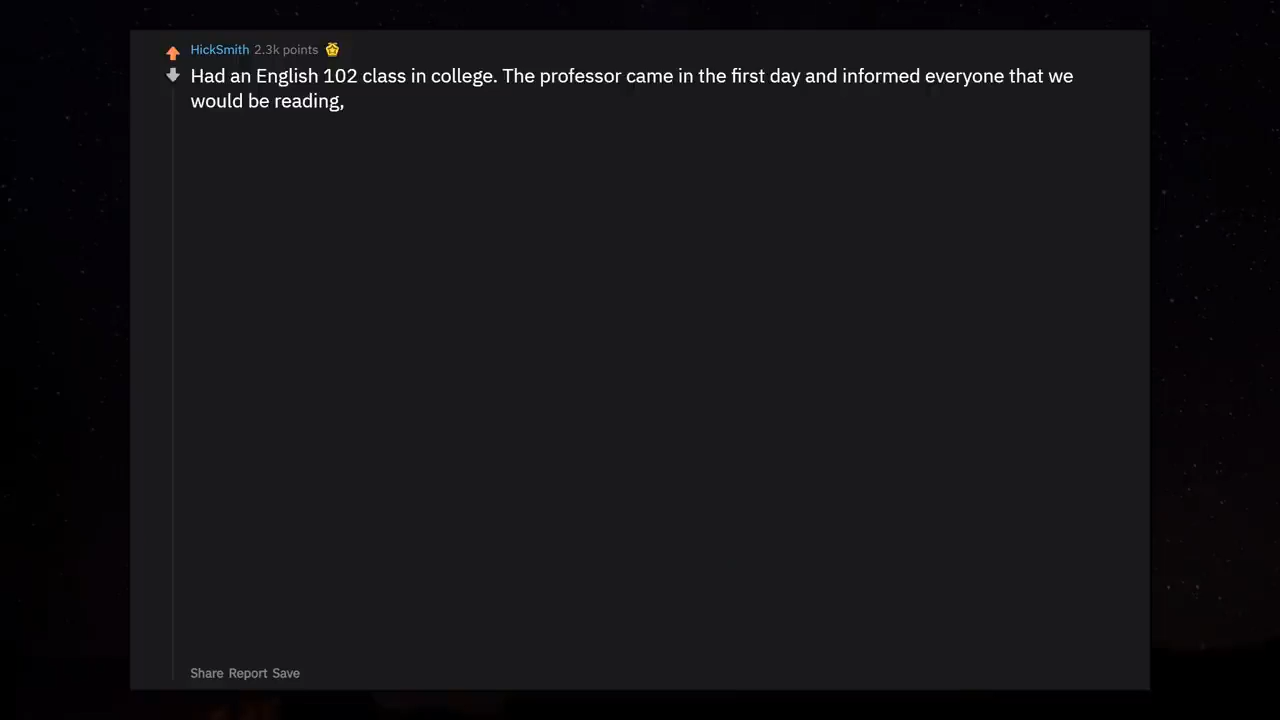 HickSmith 2.3k points
Had an English 102 class in college. The professor came in the first day and informed everyone that we
would be reading,
Share Report Save